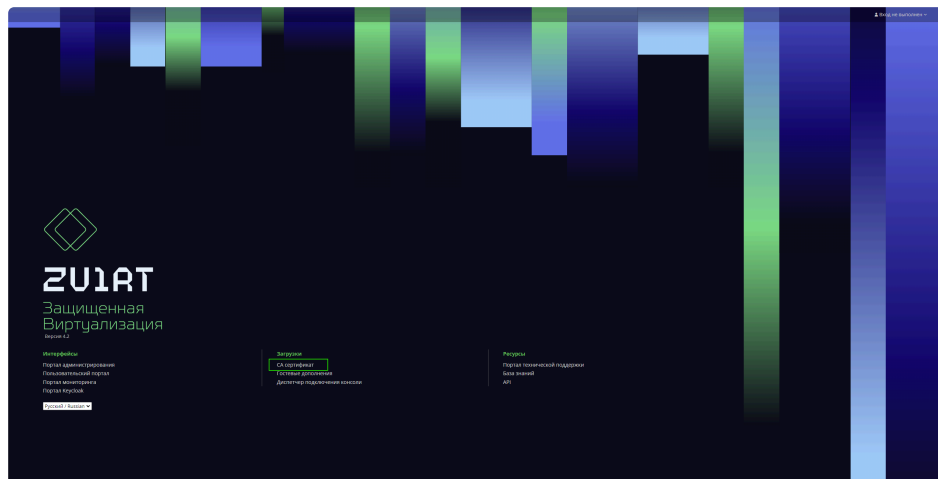 Вход не выполнен
ZVIRT
Защищенная
Виртуализация
Версия 4.2
Интерфейсы
Портал администрирования
Пользовательский портал
Портал мониторинга
Портал Keycloak
Русский / Russian
Загрузки
CA сертификат
Гостевые дополнения
Диспетчер подключения консоли
Ресурсы
Портал технической поддержки
База знаний
API